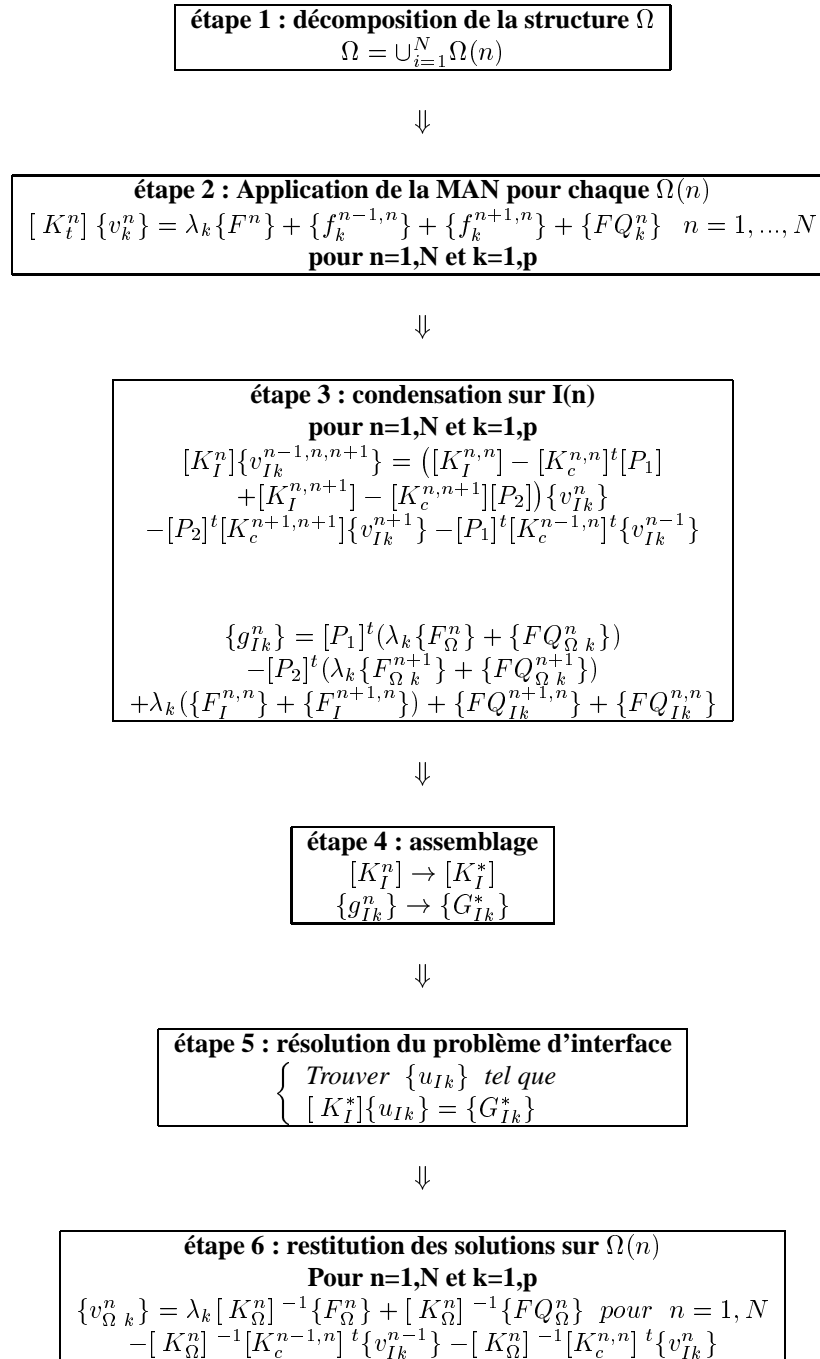 étape 1 : décomposition de la structure Ω
Ω = ∪_{i=1}^{N} Ω(n)
⇓
étape 2 : Application de la MAN pour chaque Ω(n)
[ K_t^n] {v_k^n} = λ_k{F^n} + {f_k^{n−1,n}} + {f_k^{n+1,n}} + {FQ_k^n} n = 1, ..., N
pour n=1,N et k=1,p
⇓
étape 3 : condensation sur I(n)
pour n=1,N et k=1,p
[K_I^n]{v_{Ik}^{n−1,n,n+1}} = ([K_I^{n,n}] − [K_c^{n,n}]^t[P_1]
+[K_I^{n,n+1}] − [K_c^{n,n+1}][P_2]){v_{Ik}^n}
−[P_2]^t[K_c^{n+1,n+1}]{v_{Ik}^{n+1}} −[P_1]^t[K_c^{n−1,n}]^t{v_{Ik}^{n−1}}
{g_{Ik}^n} = [P_1]^t(λ_k{F_Ω^n} + {FQ_{Ω k}^n})
−[P_2]^t(λ_k{F_{Ω k}^{n+1}} + {FQ_{Ω k}^{n+1}})
+λ_k({F_I^{n,n}} + {F_I^{n+1,n}}) + {FQ_{Ik}^{n+1,n}} + {FQ_{Ik}^{n,n}}
⇓
étape 4 : assemblage
[K_I^n] → [K_I^*]
{g_{Ik}^n} → {G_{Ik}^*}
⇓
étape 5 : résolution du problème d'interface
{ Trouver {u_{Ik}} tel que
[ K_I^*]{u_{Ik}} = {G_{Ik}^*}
⇓
étape 6 : restitution des solutions sur Ω(n)
Pour n=1,N et k=1,p
{v_{Ω k}^n} = λ_k[ K_Ω^n] ^{−1}{F_Ω^n} + [ K_Ω^n] ^{−1}{FQ_Ω^n} pour n = 1, N
−[ K_Ω^n] ^{−1}[K_c^{n−1,n}] ^t{v_{Ik}^{n−1}} −[ K_Ω^n] ^{−1}[K_c^{n,n}] ^t{v_{Ik}^n}